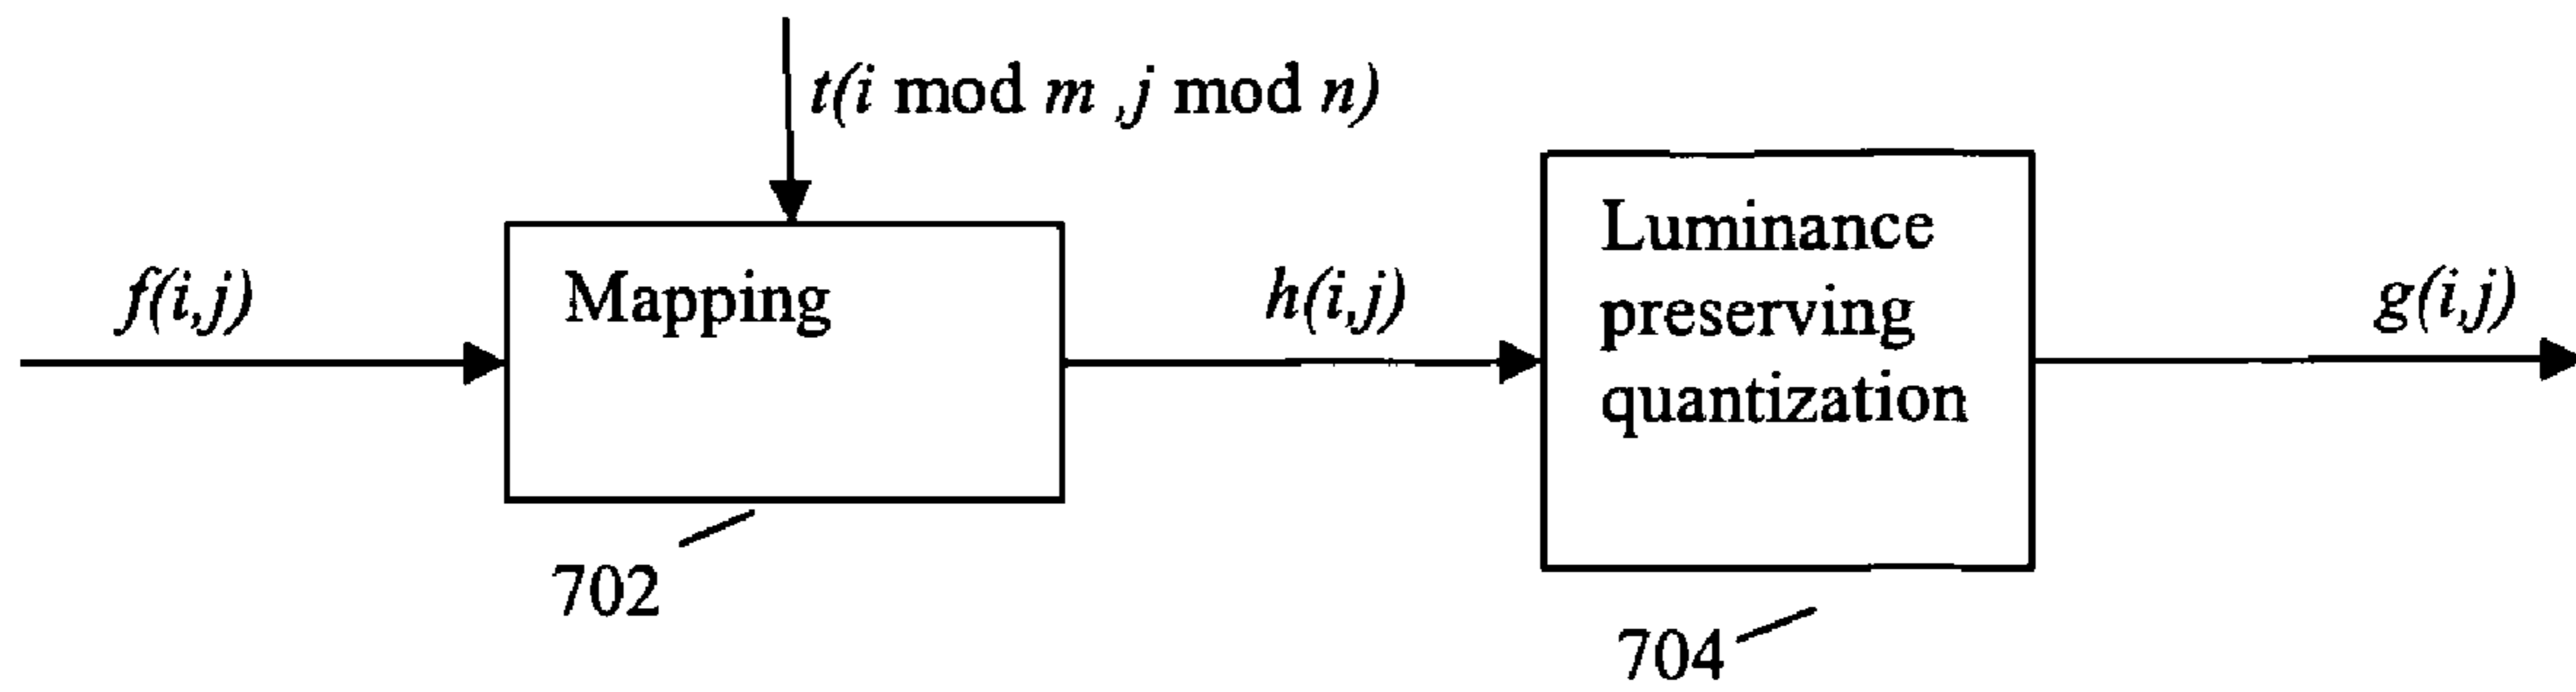 t(i mod m ,j mod n)
f(i,j)
Mapping
h(i,j)
Luminance
preserving
quantization
g(i,j)
702
704